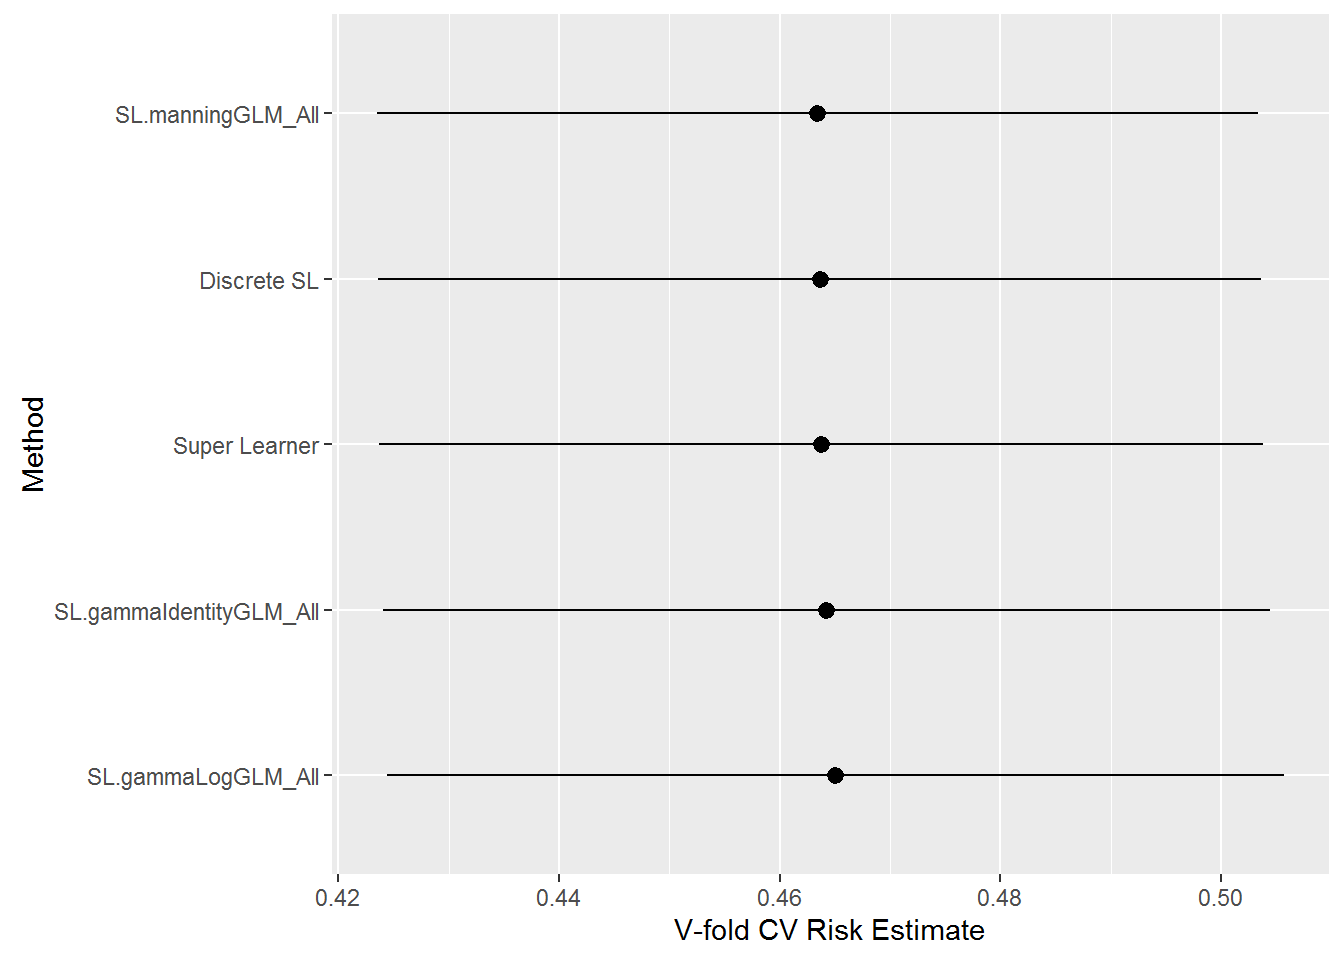 SL.manningGLM_All
Discrete SL
Super Learner
SL.gammaIdentityGLM_All
SL.gammaLogGLM_All
Method
0.42 0.44 0.46 0.48 0.50
V-fold CV Risk Estimate